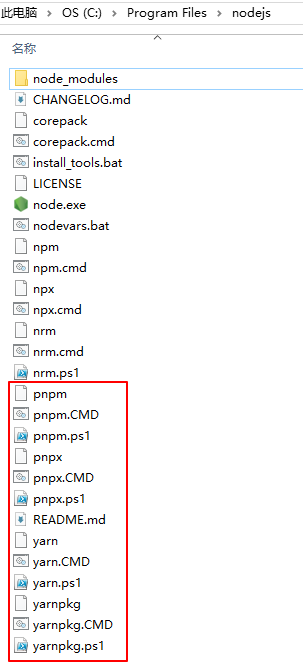 此电脑 > OS (C:) > Program Files > nodejs
名称
node_modules
CHANGELOG.md
corepack
corepack.cmd
install_tools.bat
LICENSE
node.exe
nodevars.bat
npm
npm.cmd
npx
npx.cmd
nrm
nrm.cmd
nrm.ps1
pnpm
pnpm.CMD
pnpm.ps1
pnpx
pnpx.CMD
pnpx.ps1
README.md
yarn
yarn.CMD
yarn.ps1
yarnpkg
yarnpkg.CMD
yarnpkg.ps1